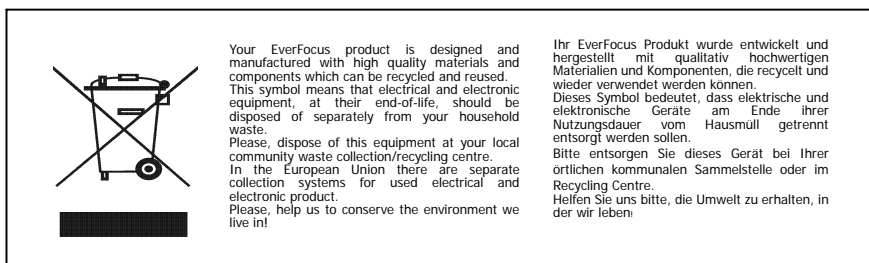 Your EverFocus product is designed and
manufactured with high quality materials and
components which can be recycled and reused.
This symbol means that electrical and electronic
equipment, at their end-of-life, should be
disposed of separately from your household
waste.
Please, dispose of this equipment at your local
community waste collection/recycling centre.
In the European Union there are separate
collection systems for used electrical and
electronic product.
Please, help us to conserve the environment we
live in!
Ihr EverFocus Produkt wurde entwickelt und
hergestellt mit qualitativ hochwertigen
Materialien und Komponenten, die recycelt und
wieder verwendet werden können.
Dieses Symbol bedeutet, dass elektrische und
elektronische Geräte am Ende ihrer
Nutzungsdauer vom Hausmüll getrennt
entsorgt werden sollen.
Bitte entsorgen Sie dieses Gerät bei Ihrer
örtlichen kommunalen Sammelstelle oder im
Recycling Centre.
Helfen Sie uns bitte, die Umwelt zu erhalten, in
der wir leben!